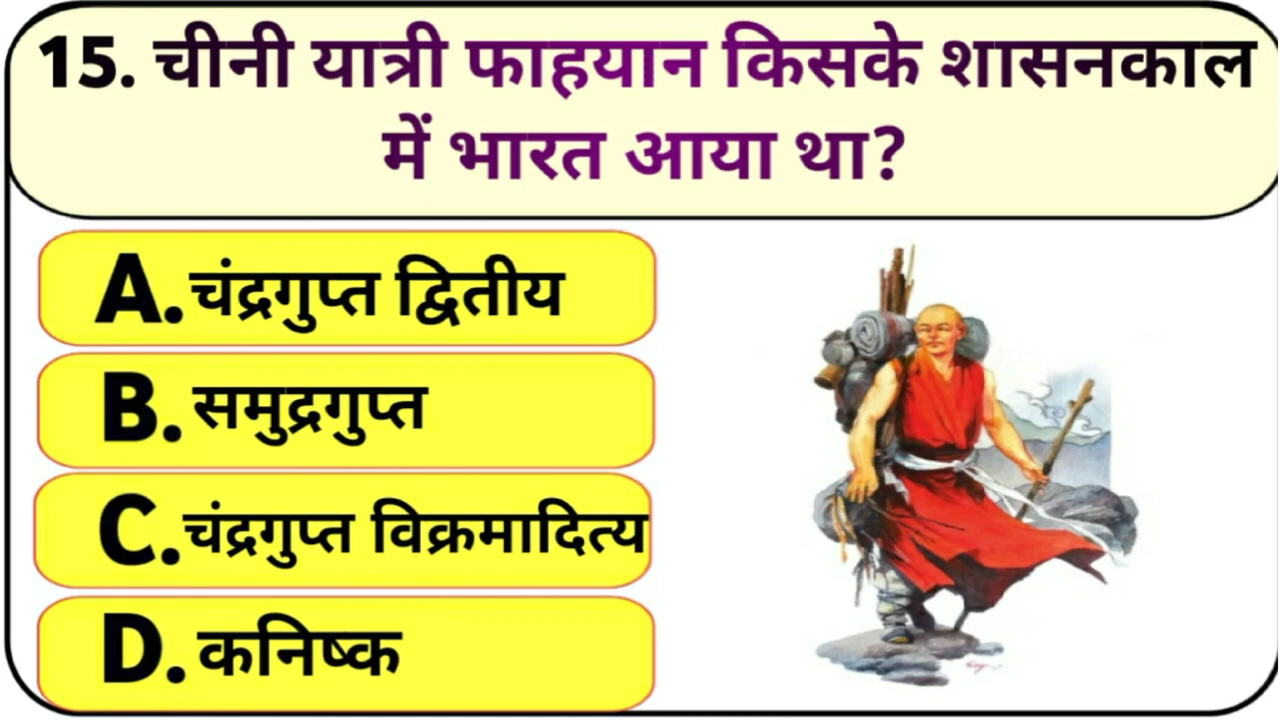 15. चीनी यात्री फाहयान किसके शासनकाल
में भारत आया था?
A. चंद्रगुप्त द्वितीय
B. समुद्रगुप्त
C. चंद्रगुप्त विक्रमादित्य
D. कनिष्क